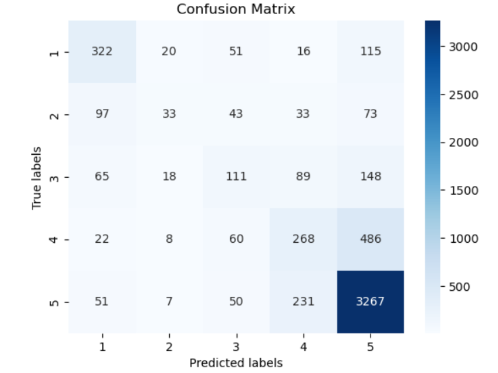 Confusion Matrix
1 322 20 51 16 115
2 97 33 43 33 73
3 65 18 111 89 148
4 22 8 60 268 486
5 51 7 50 231 3267
1 2 3 4 5
Predicted labels
True labels
3000
2500
2000
1500
1000
500